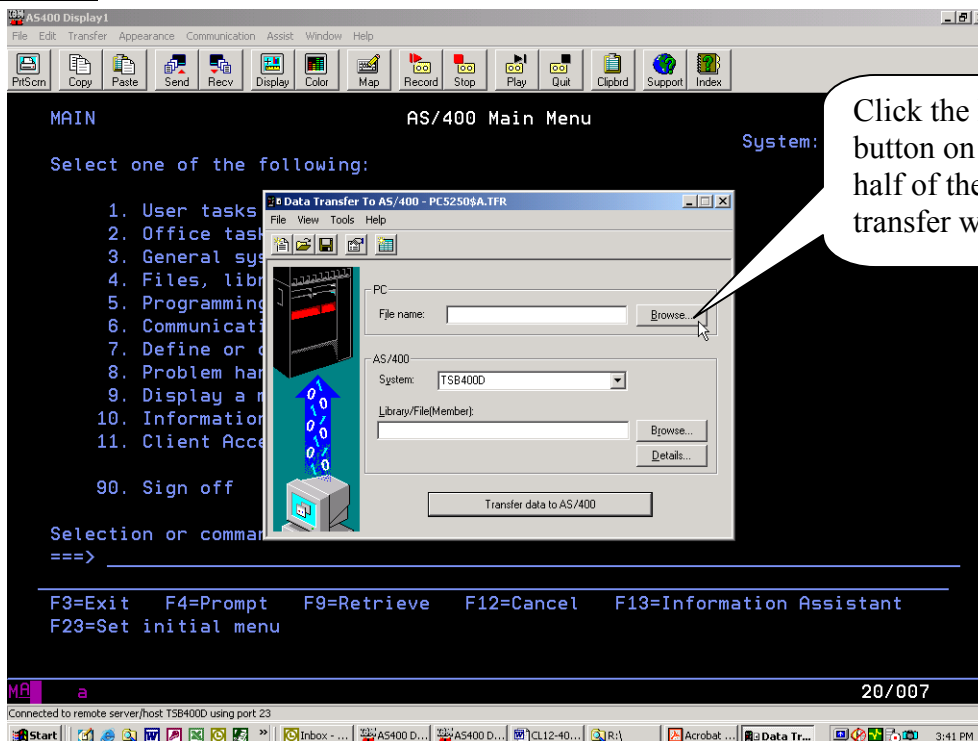 AS400 Display1
File Edit Transfer Appearance Communication Assist Window Help
PrtScrn Copy Paste Send Recv Display Color Map Record Stop Play Quit Clipbrd Support Index
MAIN AS/400 Main Menu
System:
Select one of the following:
1. User tasks
2. Office task
3. General sys
4. Files, libr
5. Programming
6. Communicati
7. Define or
8. Problem han
9. Display a
10. Information
11. Client Acce
90. Sign off
Selection or comman
===>
F3=Exit F4=Prompt F9=Retrieve F12=Cancel F13=Information Assistant
F23=Set initial menu
MA a 20/007
Connected to remote server/host TSB400D using port 23
Start » Inbox - ... AS400 D... AS400 D... CL12-40... R:\ Acrobat ... Data Tr... 3:41 PM
Data Transfer To AS/400 - PC5250$A.TFR
File View Tools Help
PC
File name: Browse...
AS/400
System: TSB400D
Library/File(Member):
Browse...
Details...
Transfer data to AS/400
Click the
button on
half of the
transfer w